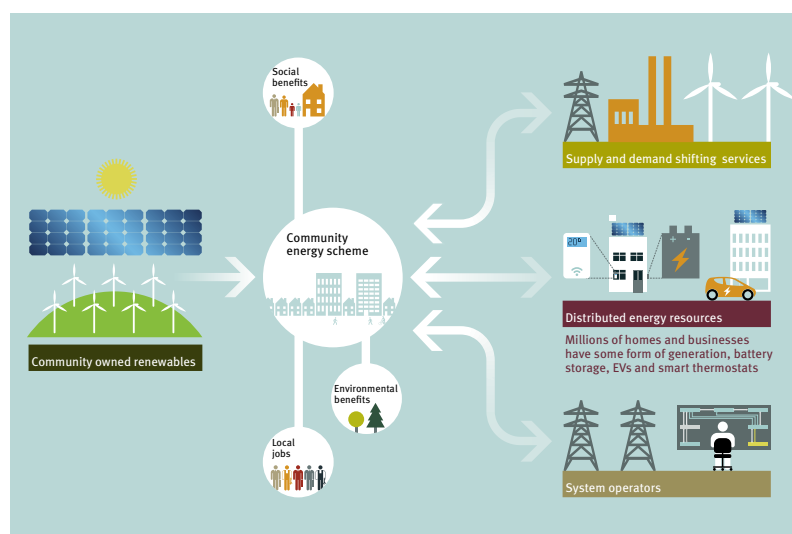 Social
benefits
Community
energy scheme
Community owned renewables
Environmental
benefits
Local
jobs
Supply and demand shifting services
20°
Distributed energy resources
Millions of homes and businesses
have some form of generation, battery
storage, EVs and smart thermostats
System operators